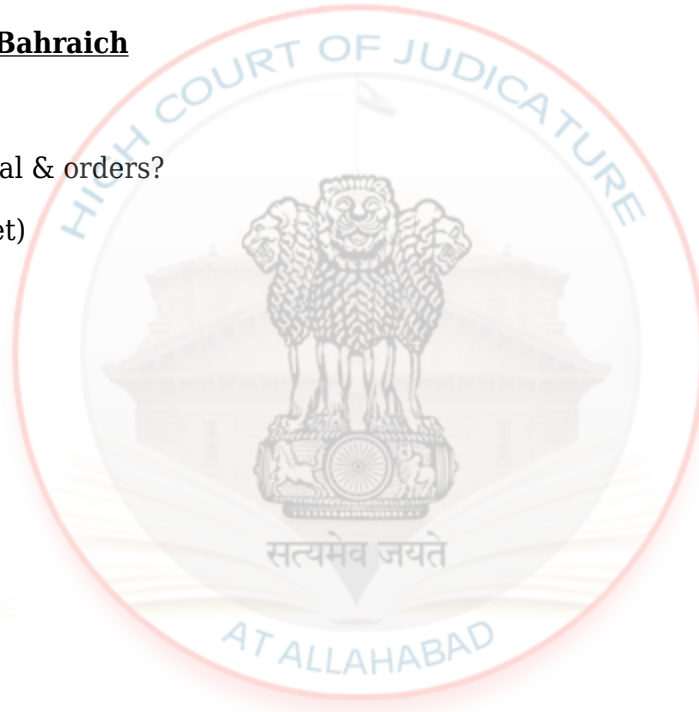 Bahraich
HIGH COURT OF JUDICATURE
al & orders?
et)
सत्यमेव जयते
AT ALLAHABAD